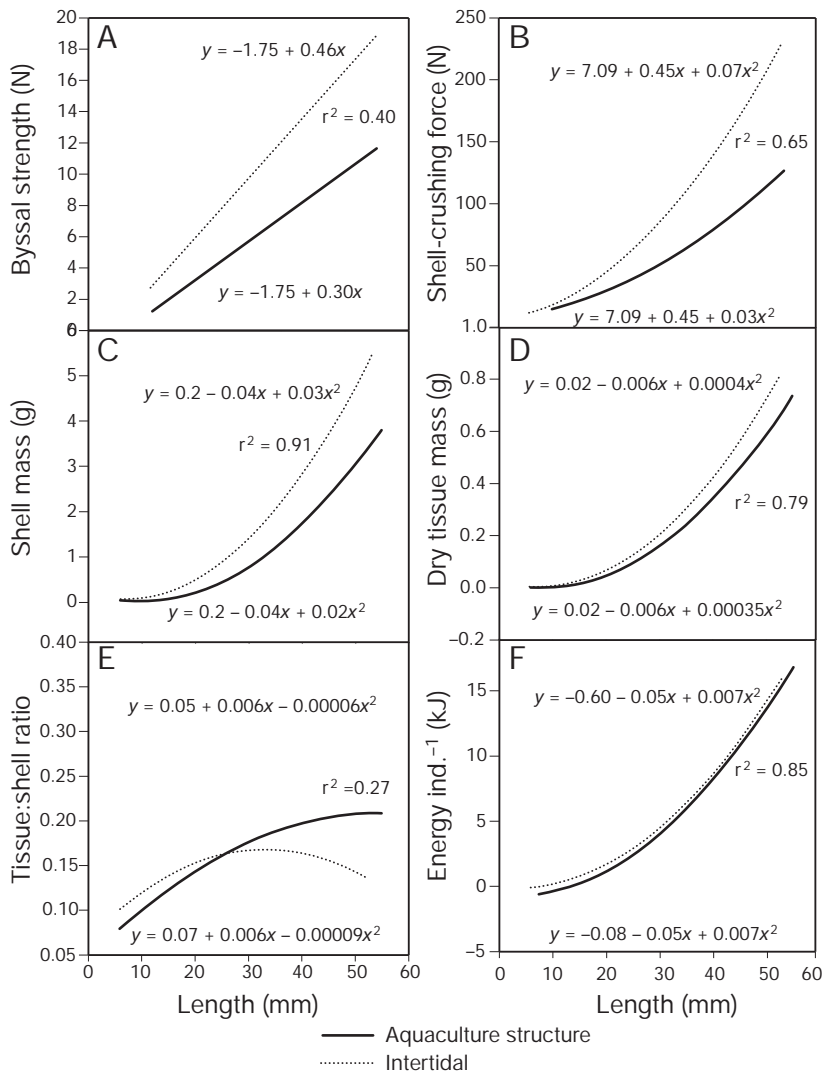 A
y = –1.75 + 0.46x
r² = 0.40
y = –1.75 + 0.30x
Byssal strength (N)
20
18
16
14
12
10
8
6
4
2
0
B
y = 7.09 + 0.45x + 0.07x²
r² = 0.65
y = 7.09 + 0.45 + 0.03x²
Shell-crushing force (N)
250
200
150
100
50
1.0
C
y = 0.2 – 0.04x + 0.03x²
r² = 0.91
y = 0.2 – 0.04x + 0.02x²
Shell mass (g)
6
5
4
3
2
1
0
D
y = 0.02 – 0.006x + 0.0004x²
r² = 0.79
y = 0.02 – 0.006x + 0.00035x²
Dry tissue mass (g)
0.8
0.6
0.4
0.2
0.0
–0.2
E
y = 0.05 + 0.006x – 0.00006x²
r² =0.27
y = 0.07 + 0.006x – 0.00009x²
Tissue:shell ratio
0.40
0.35
0.30
0.25
0.20
0.15
0.10
0.05
0 10 20 30 40 50 60
Length (mm)
F
y = –0.60 – 0.05x + 0.007x²
r² = 0.85
y = –0.08 – 0.05x + 0.007x²
Energy ind.⁻¹ (kJ)
15
10
5
0
–5
0 10 20 30 40 50 60
Length (mm)
Aquaculture structure
Intertidal